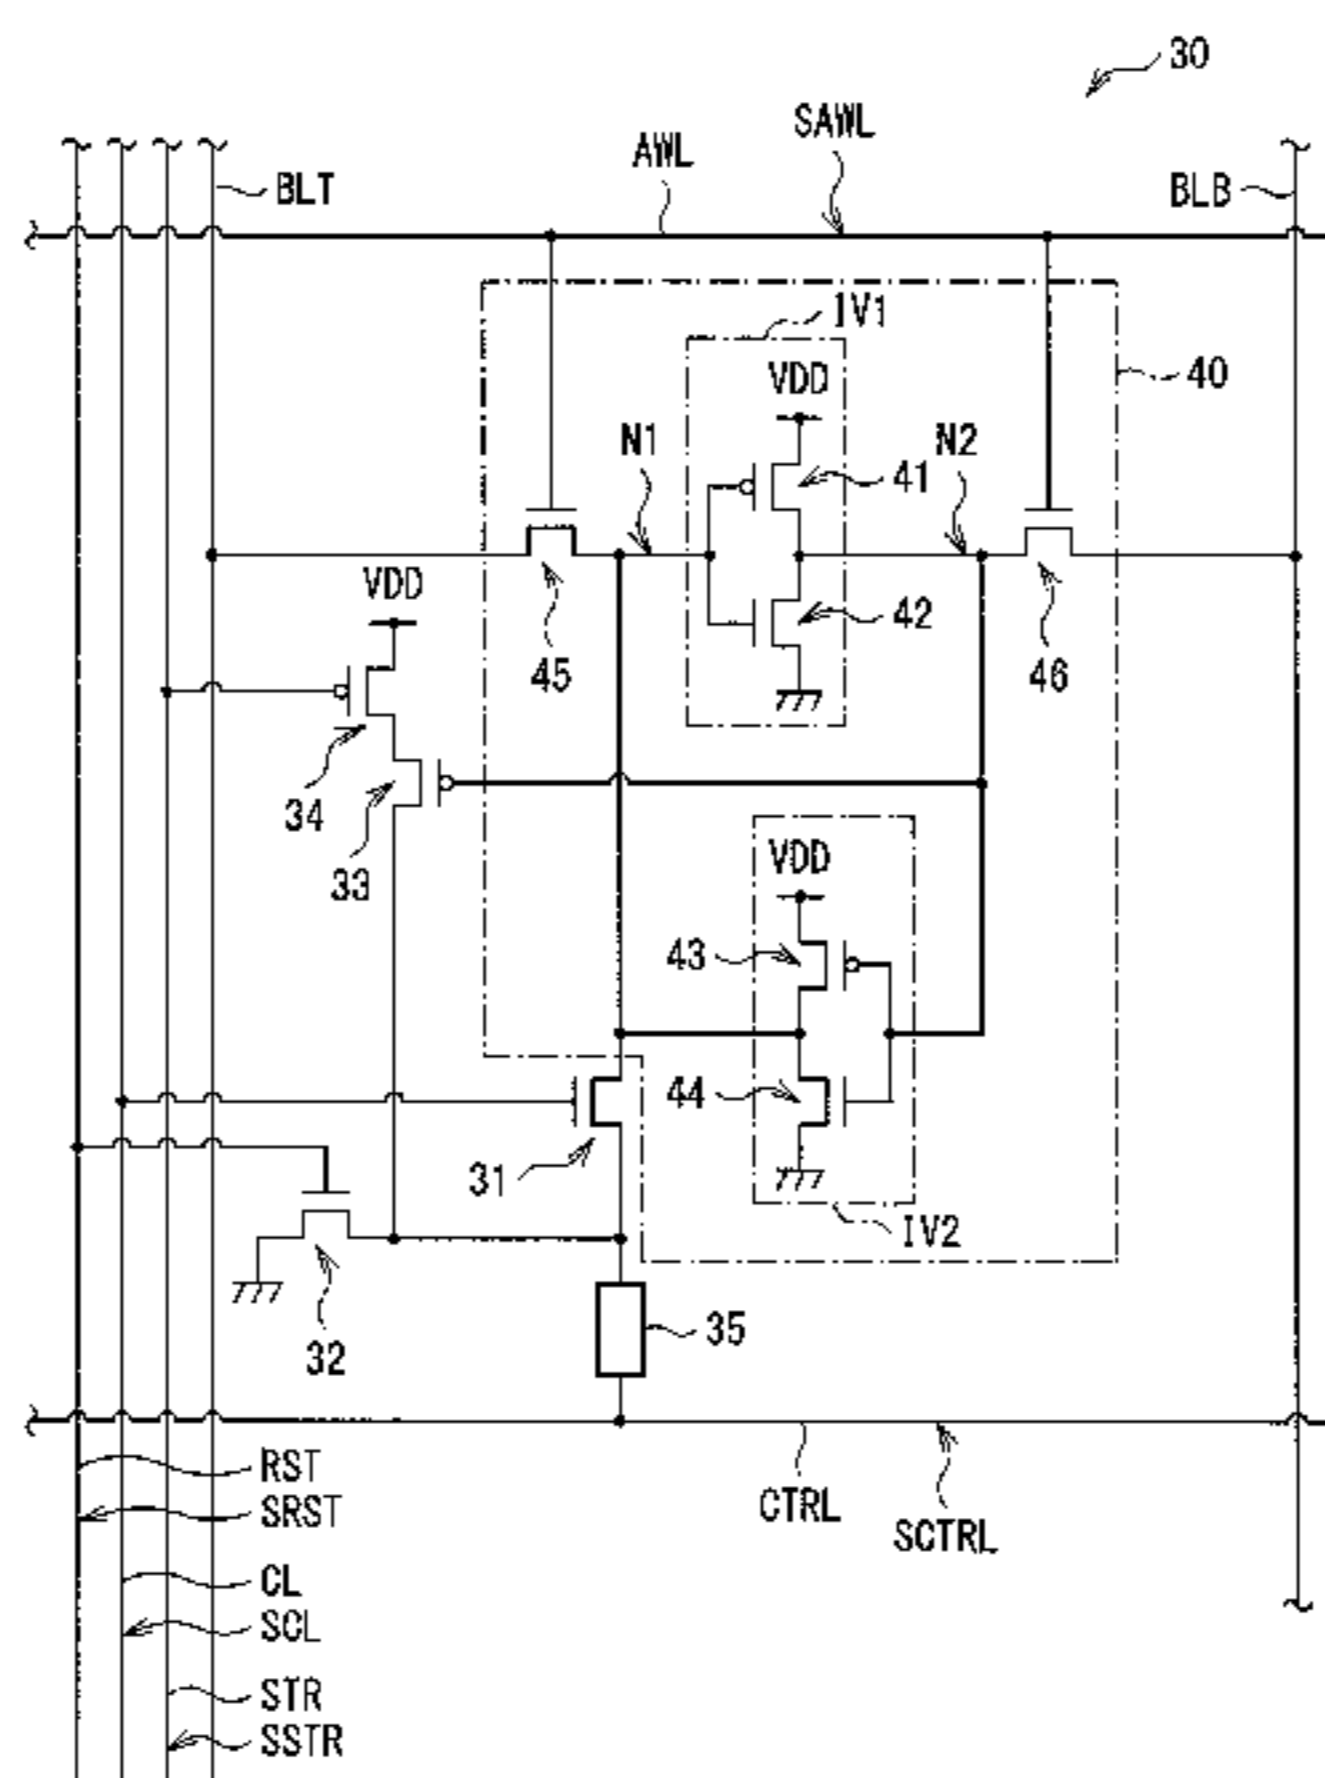 30
SAWL
AWL
BLT
BLB
IV1
VDD
40
N1
N2
41
VDD
42
45
46
34
33
VDD
43
44
31
IV2
35
32
RST
CTRL
SRST
SCTRL
CL
SCL
STR
SSTR